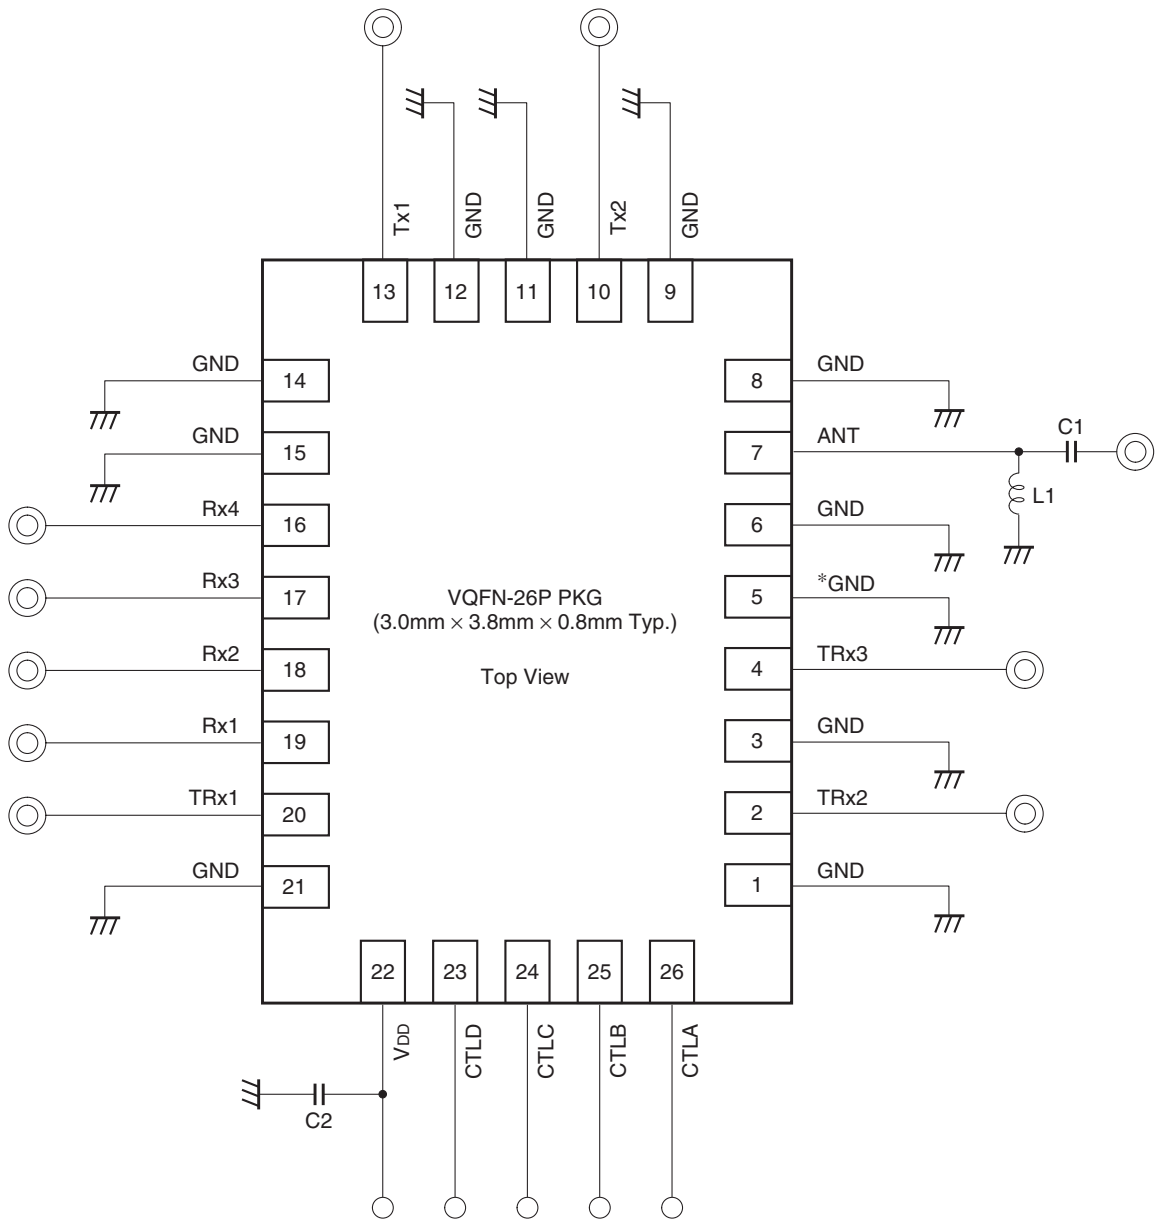 Tx1
GND
GND
Tx2
GND
13
12
11
10
9
GND
14
8
GND
GND
15
7
ANT
C1
Rx4
16
6
GND
L1
Rx3
17
VQFN-26P PKG
(3.0mm × 3.8mm × 0.8mm Typ.)
Top View
5
*GND
Rx2
18
4
TRx3
Rx1
19
3
GND
TRx1
20
2
TRx2
GND
21
1
GND
22
23
24
25
26
VDD
CTLD
CTLC
CTLB
CTLA
C2